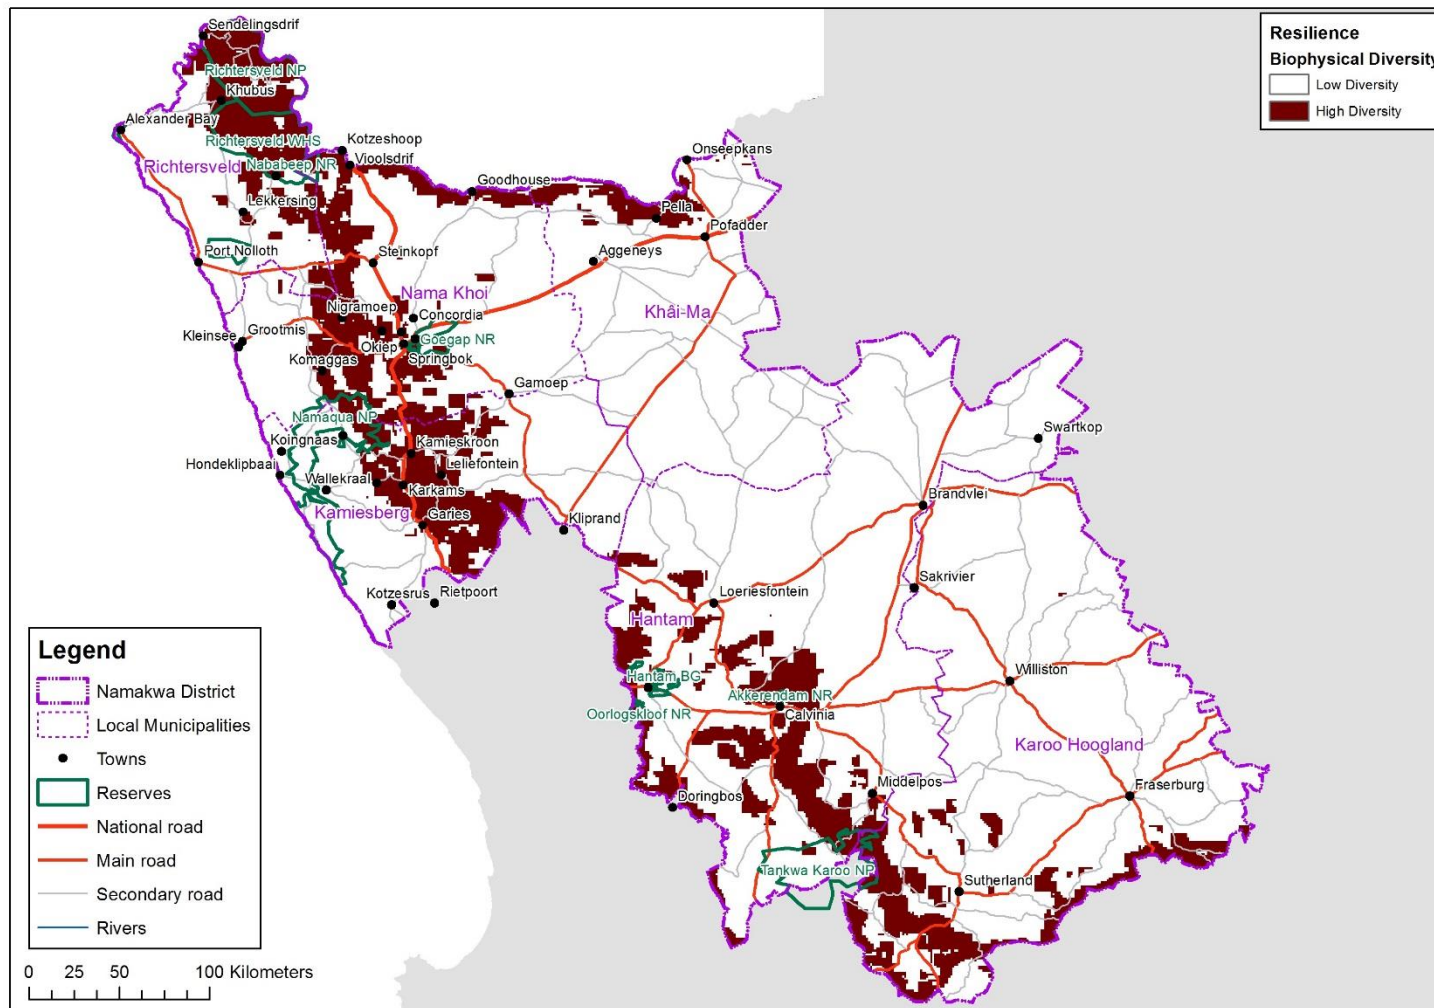 Resilience
Biophysical Diversity
Low Diversity
High Diversity
Sendelingsdrif
Richtersveld NP
Khubus
Alexander Bay
Richtersveld WHS
Kotzeshoop
Vioolsdrif
Richtersveld
Nababeep NR
Onseepkans
Goodhouse
Lekkersing
Pella
Pofadder
Port Nolloth
Steinkopf
Aggeneys
Nama Khoi
Nigramoep
Concordia
Khâi-Ma
Kleinsee
Grootmis
Okiep
Goegap NR
Springbok
Komaggas
Gamoep
Namaqua NP
Koingnaas
Kamieskroon
Swartkop
Hondeklipbaai
Wallekraal
Leliefontein
Karkams
Brandvlei
Kamiesberg
Garies
Kliprand
Kotzesrus
Rietpoort
Loeriesfontein
Sakrivier
Hantam
Hantam BG
Williston
Akkerendam NR
Oorlogskloof NR
Calvinia
Karoo Hoogland
Middelpos
Fraserburg
Doringbos
Tankwa Karoo NP
Sutherland
Legend
Namakwa District
Local Municipalities
Towns
Reserves
National road
Main road
Secondary road
Rivers
0 25 50 100 Kilometers